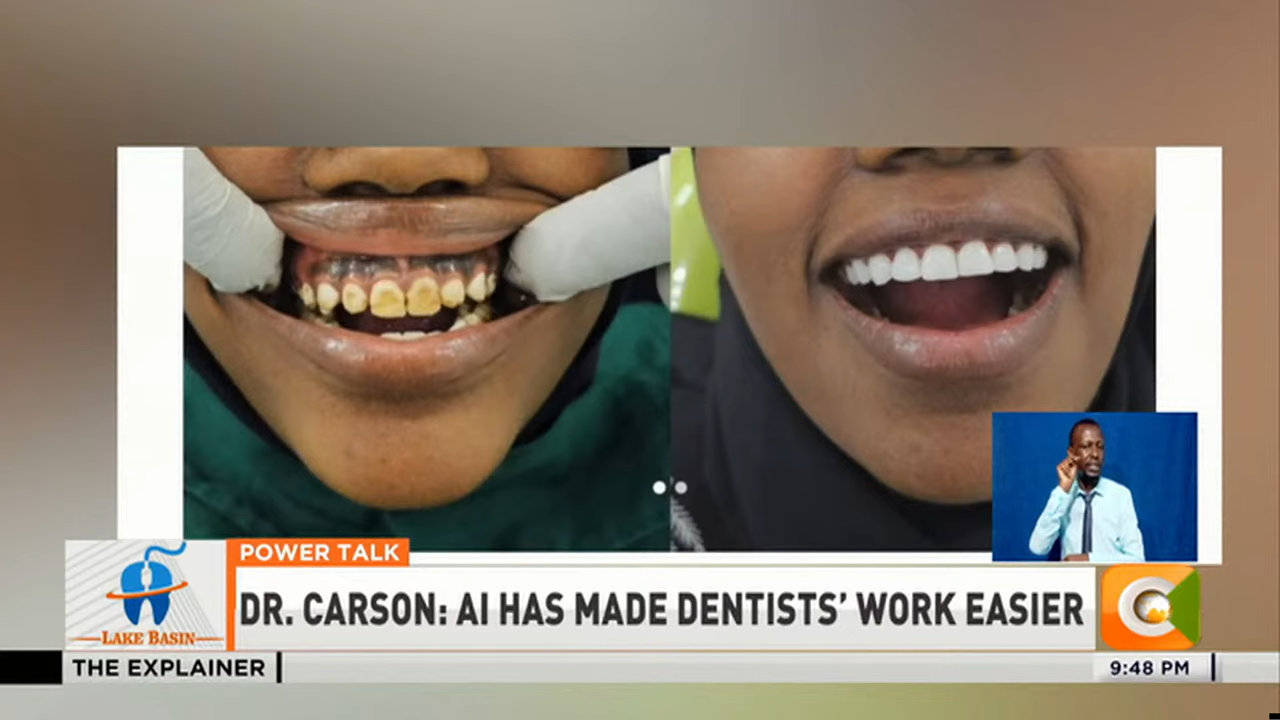 POWER TALK
DR. CARSON: AI HAS MADE DENTISTS' WORK EASIER
LAKE BASIN
THE EXPLAINER
9:48 PM